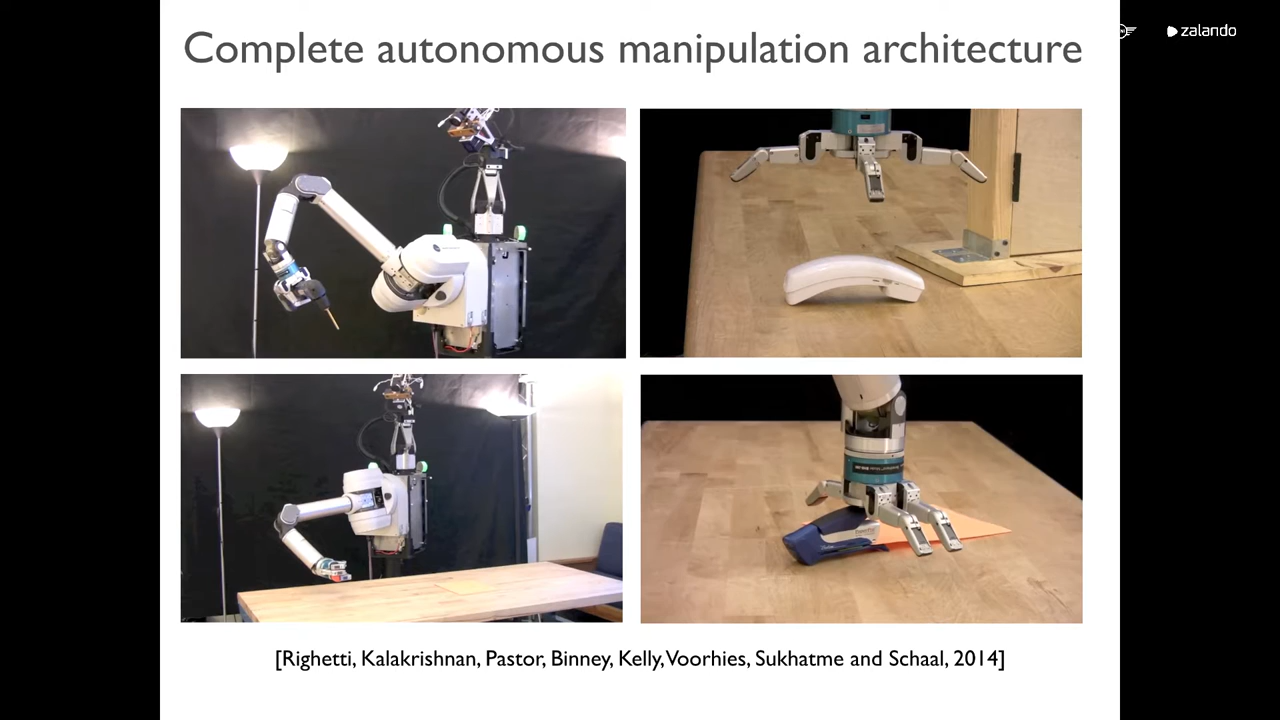 Complete autonomous manipulation architecture
zalando
[Righetti, Kalakrishnan, Pastor, Binney, Kelly, Voorhies, Sukhatme and Schaal, 2014]